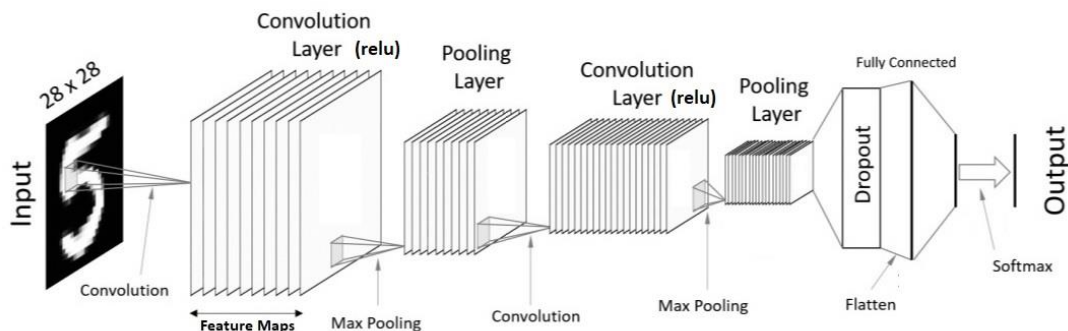 Convolution
Layer (relu)
Pooling
Layer
Convolution
Layer (relu)
Pooling
Layer
Fully Connected
28 x 28
Input
Dropout
Output
Convolution
Feature Maps
Max Pooling
Convolution
Max Pooling
Flatten
Softmax